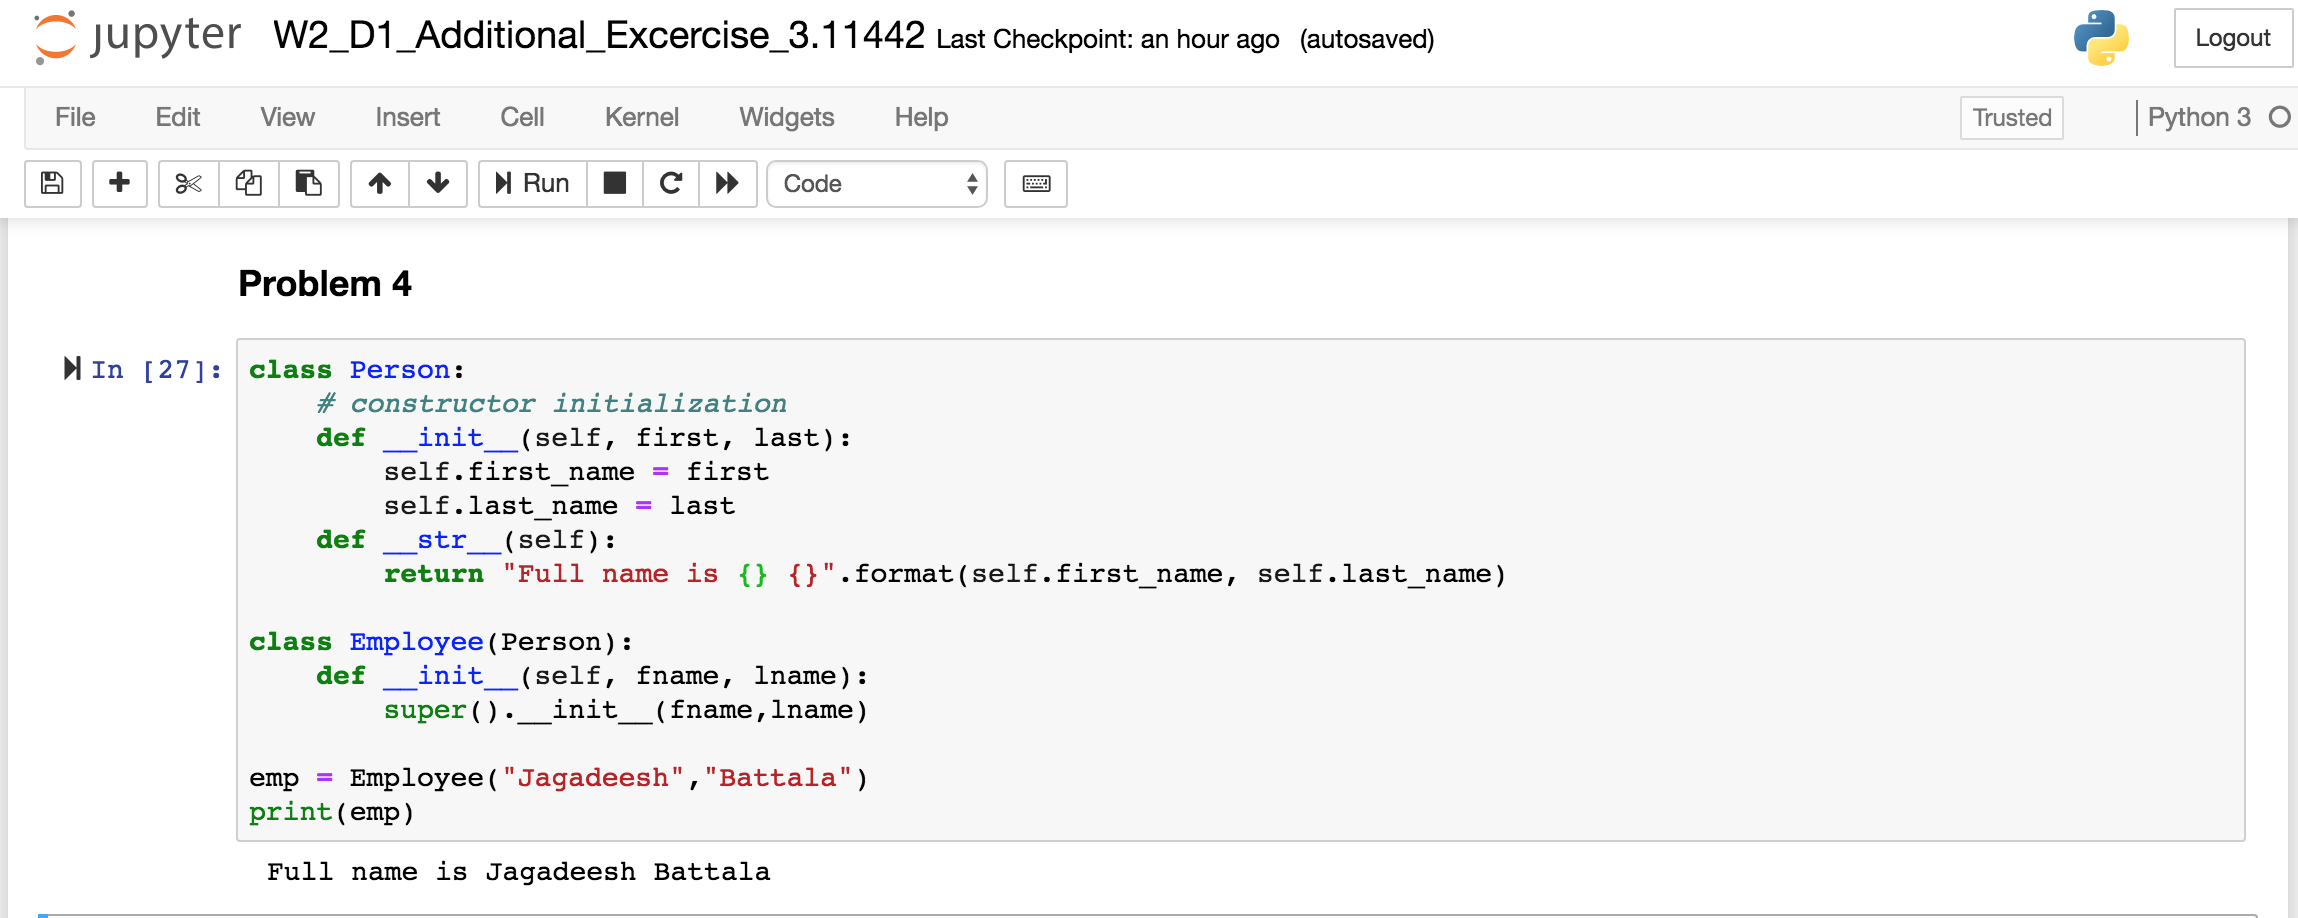 jupyter W2_D1_Additional_Excercise_3.11442 Last Checkpoint: an hour ago (autosaved) Logout
File Edit View Insert Cell Kernel Widgets Help Trusted Python 3
Run Code
Problem 4
In [27]: class Person:
    # constructor initialization
    def __init__(self, first, last):
        self.first_name = first
        self.last_name = last
    def __str__(self):
        return "Full name is {} {}".format(self.first_name, self.last_name)
class Employee(Person):
    def __init__(self, fname, lname):
        super().__init__(fname,lname)
emp = Employee("Jagadeesh","Battala")
print(emp)
Full name is Jagadeesh Battala